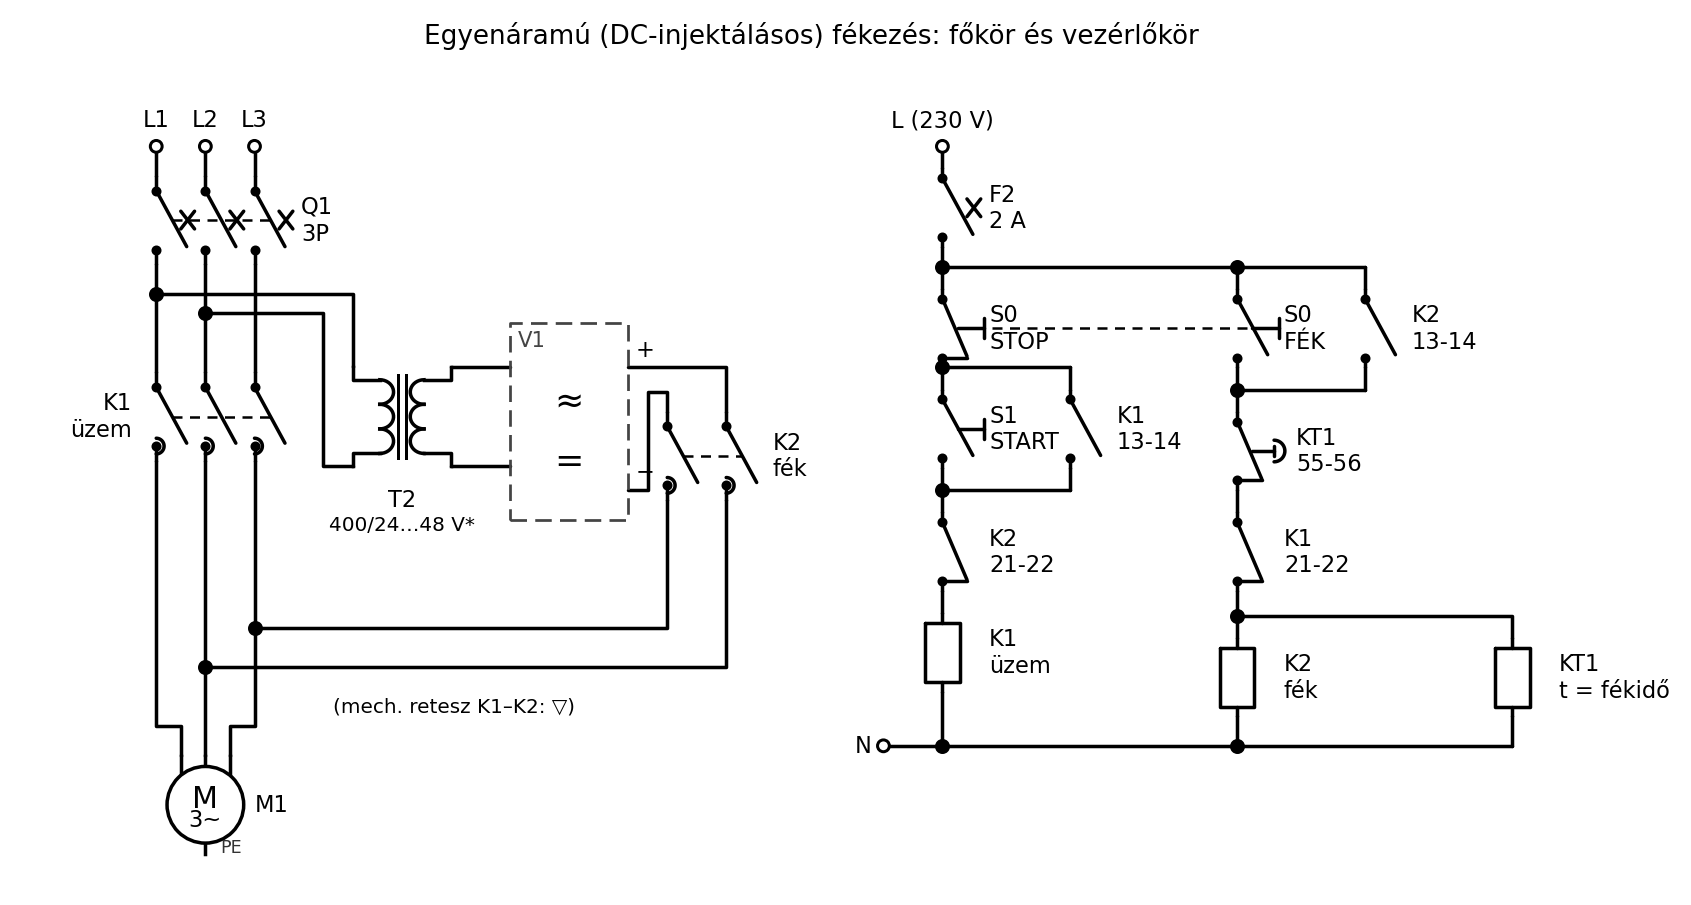 Egyenáramú (DC-injektálásos) fékezés: főkör és vezérlőkör
L1 L2 L3
Q1
3P
K1
üzem
T2
400/24...48 V*
V1
≈
=
+
−
K2
fék
(mech. retesz K1–K2: ▽)
M
3~
M1
PE
L (230 V)
F2
2 A
S0
STOP
S0
FÉK
K2
13-14
S1
START
K1
13-14
KT1
55-56
K2
21-22
K1
21-22
K1
üzem
K2
fék
KT1
t = fékidő
N